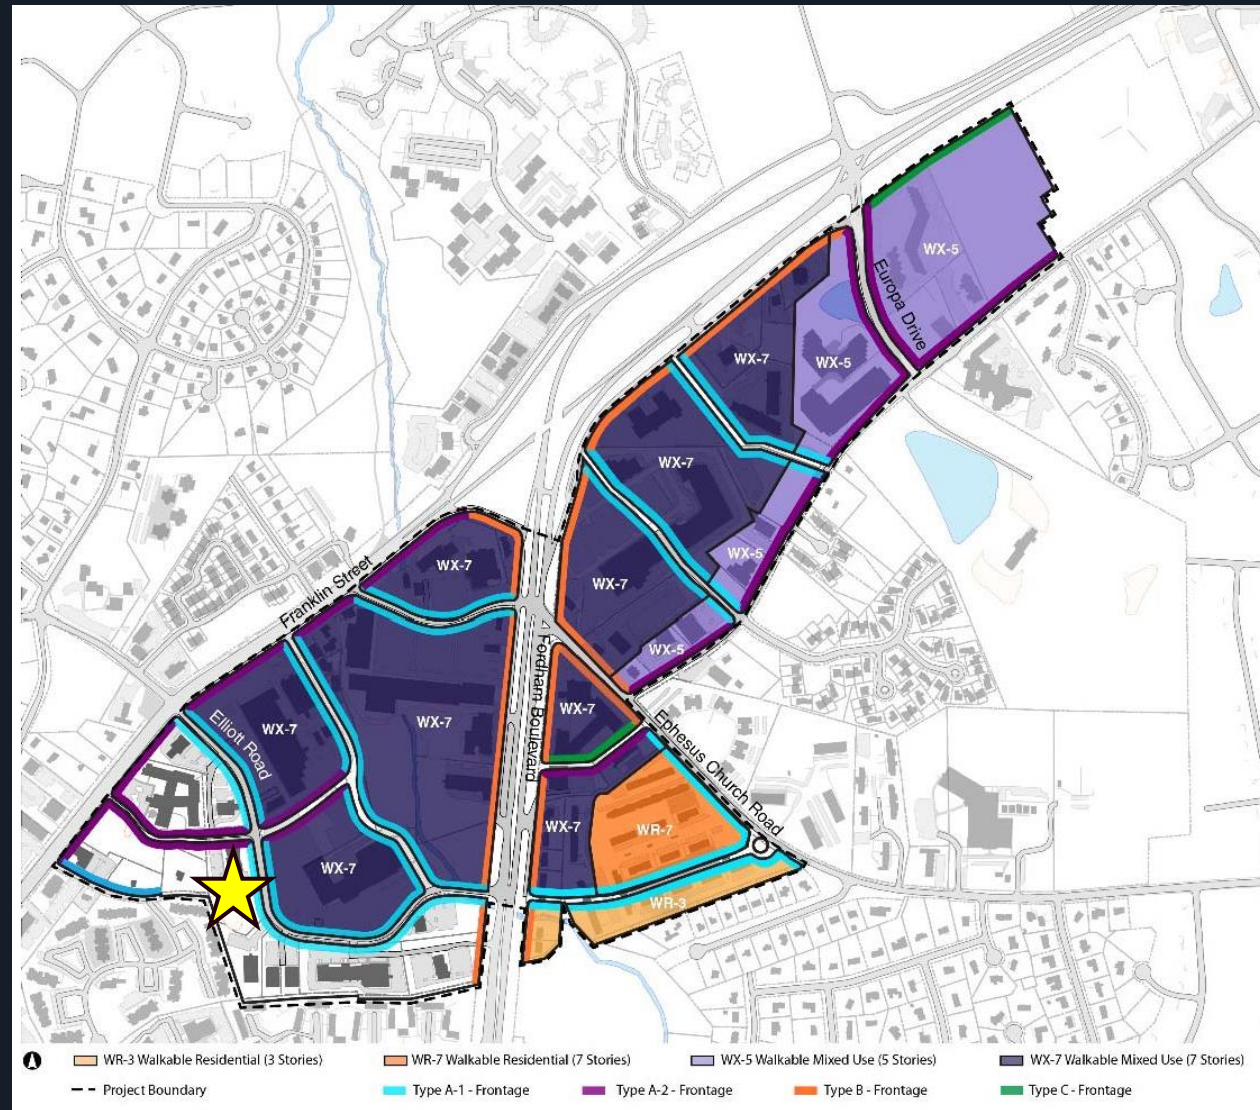 WX-5
Europa Drive
WX-7
WX-5
WX-7
WX-5
WX-7
WX-7
Franklin Street
WX-5
Fordham Boulevard
WX-7
Elliott Road
WX-7
WX-7
Ephesus Church Road
WX-7
WR-7
WX-7
WR-3
WR-3 Walkable Residential (3 Stories)
WR-7 Walkable Residential (7 Stories)
WX-5 Walkable Mixed Use (5 Stories)
WX-7 Walkable Mixed Use (7 Stories)
Project Boundary
Type A-1 - Frontage
Type A-2 - Frontage
Type B - Frontage
Type C - Frontage